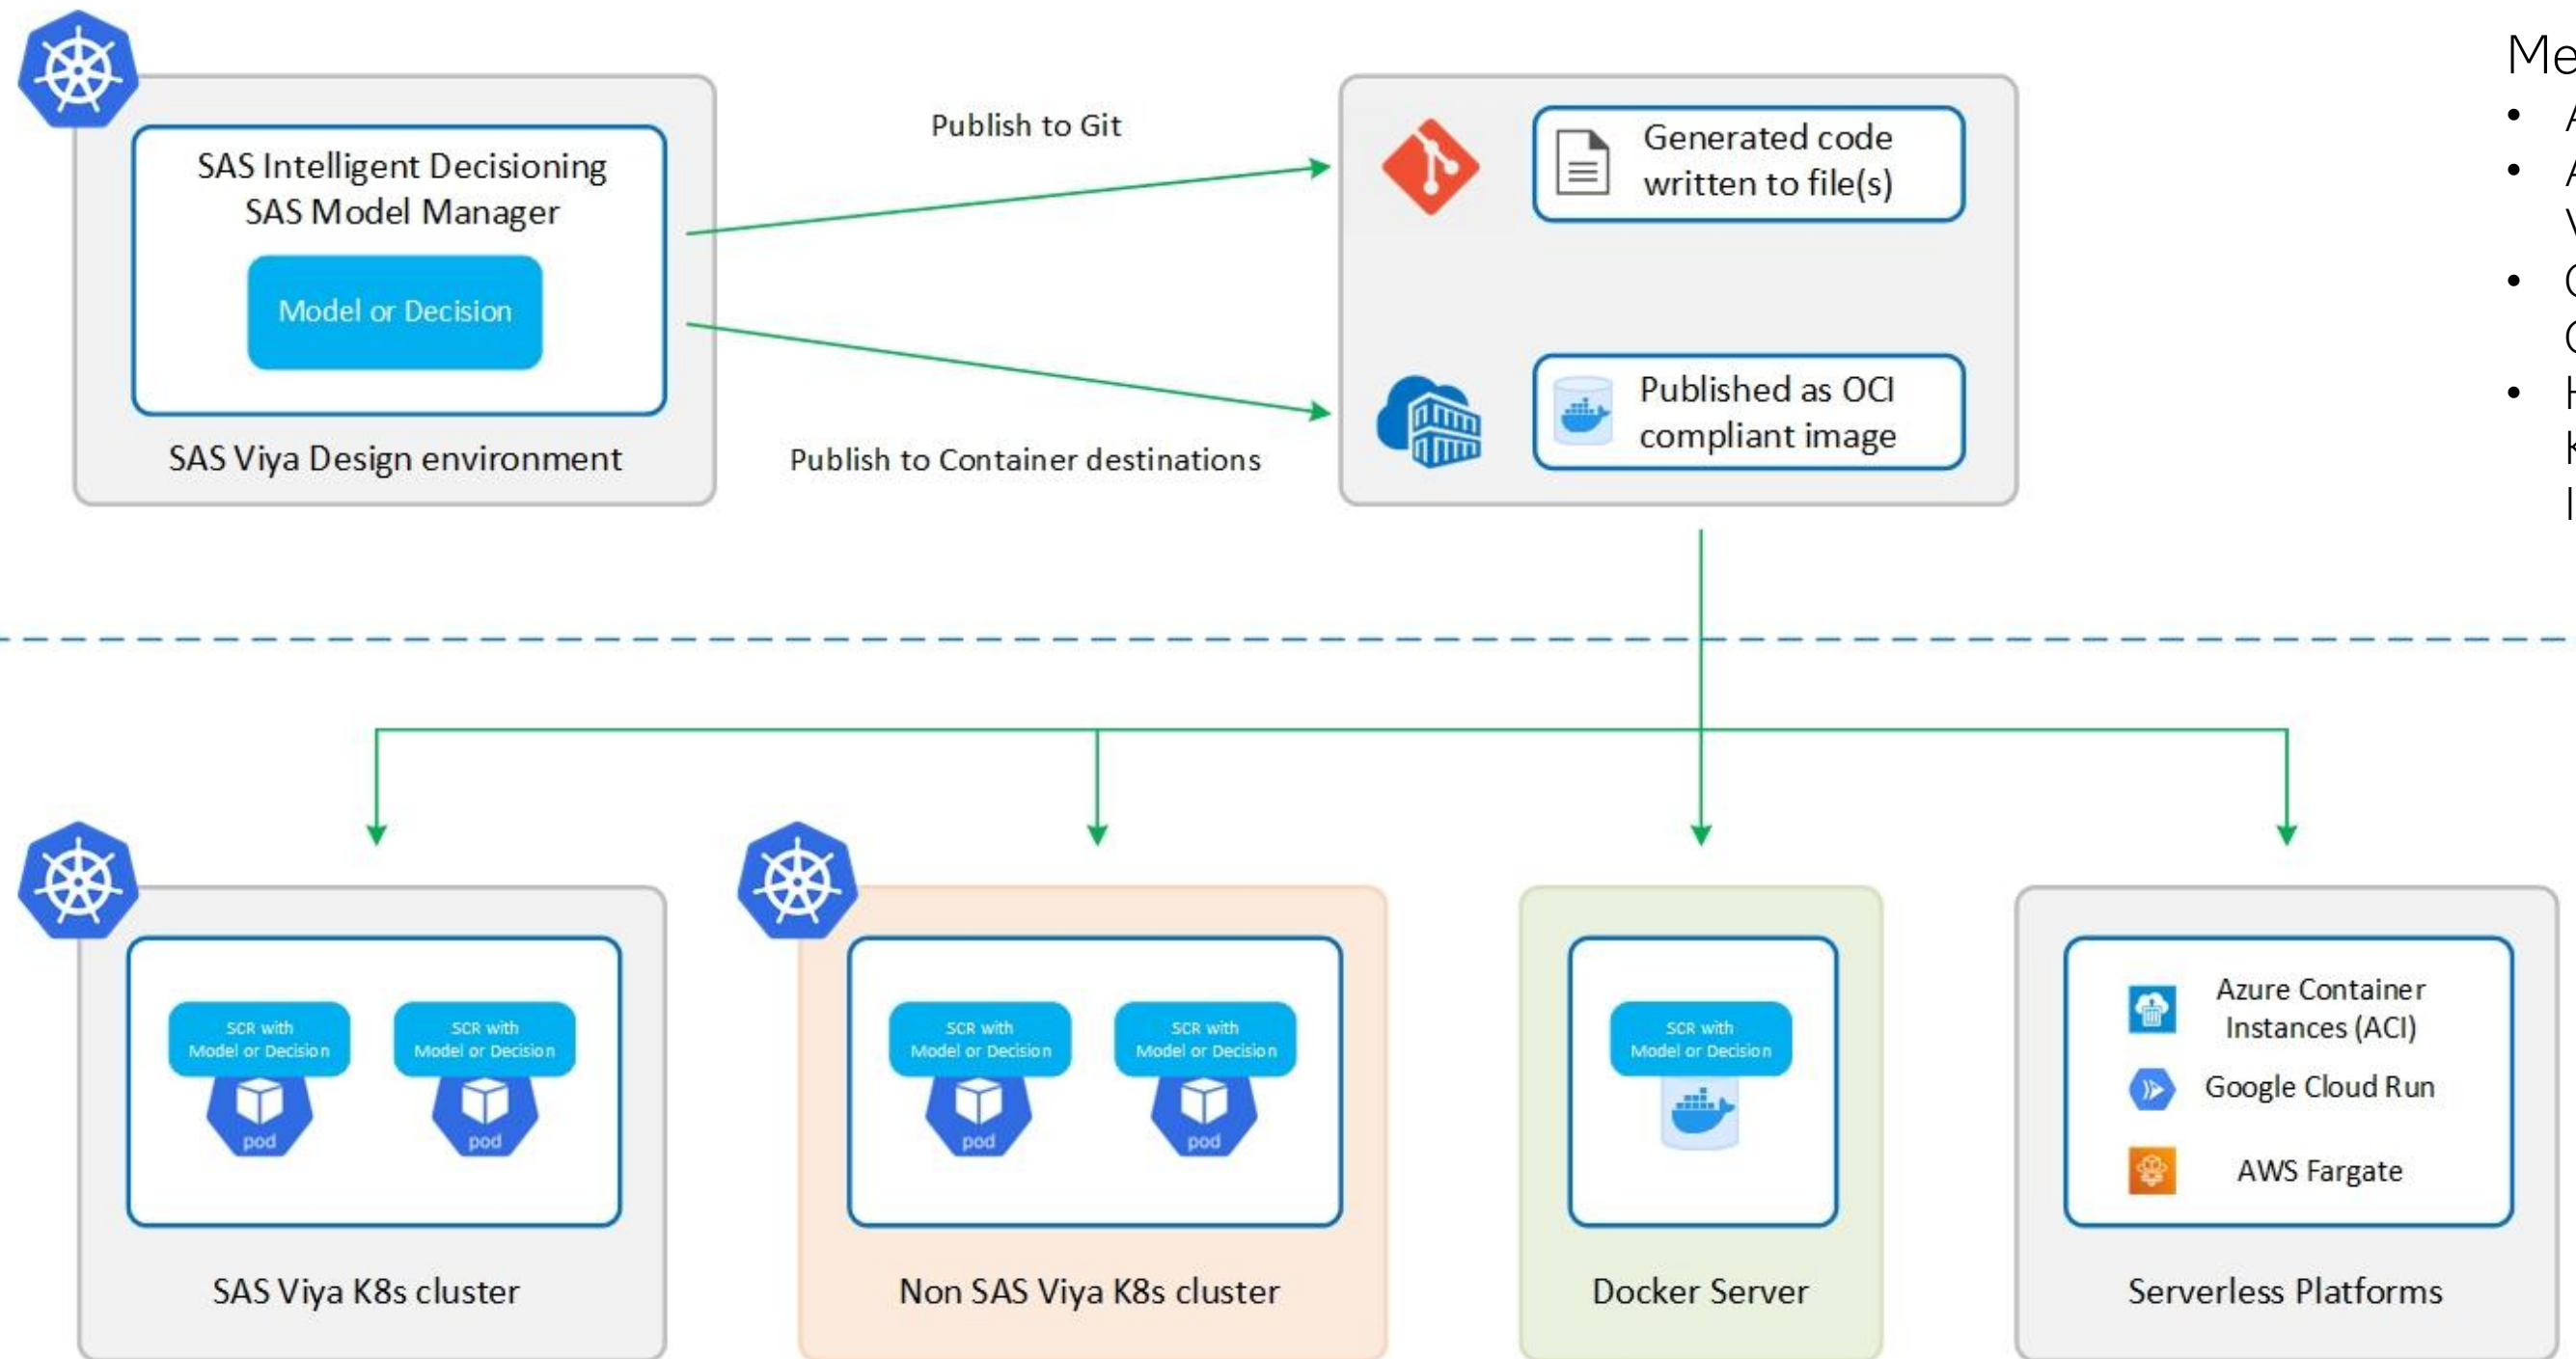 SAS Intelligent Decisioning
SAS Model Manager
Model or Decision
SAS Viya Design environment
Publish to Git
Publish to Container destinations
Generated code
written to file(s)
Published as OCI
compliant image
Me
• A
• A
V
• H
K
SCR with
Model or Decision
pod
SCR with
Model or Decision
pod
SAS Viya K8s cluster
SCR with
Model or Decision
pod
SCR with
Model or Decision
pod
Non SAS Viya K8s cluster
SCR with
Model or Decision
Docker Server
Azure Container
Instances (ACI)
Google Cloud Run
AWS Fargate
Serverless Platforms